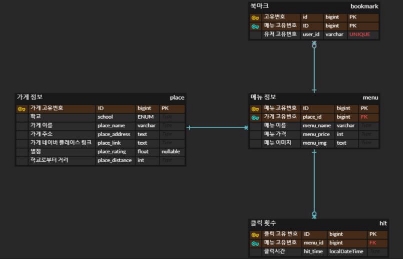 북마크 bookmark
고유번호 id bigint PK
메뉴 고유번호 ID bigint PK
유저 고유번호 user_id varchar UNIQUE
가게 정보 place
가게 고유번호 ID bigint PK
학교 school ENUM
가게 이름 place_name varchar
가게 주소 place_address text
가게 네이버 플레이스 링크 place_link text
별점 place_rating float nullable
학교로부터 거리 place_distance int
메뉴 정보 menu
메뉴 고유번호 ID bigint PK
가게 고유번호 place_id bigint PK
메뉴 이름 menu_name varchar
메뉴 가격 menu_price int
메뉴 이미지 menu_img text
클릭 횟수 hit
클릭 고유 번호 ID bigint PK
메뉴 고유번호 menu_id bigint PK
클릭시간 hit_time localDateTime